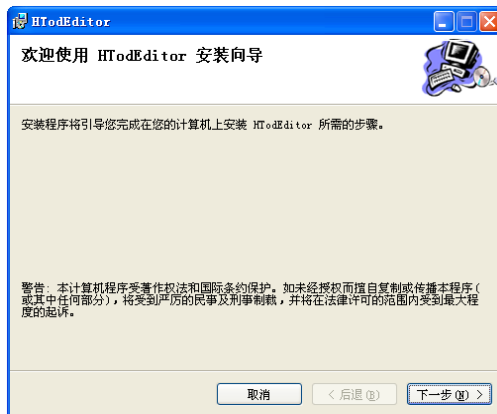 HTodEditor
欢迎使用 HTodEditor 安装向导
安装程序将引导您完成在您的计算机上安装 HTodEditor 所需的步骤。
警告: 本计算机程序受著作权法和国际条约保护。如未经授权而擅自复制或传播本程序(
或其中任何部分),将受到严厉的民事及刑事制裁,并将在法律许可的范围内受到最大程
度的起诉。
取消 < 后退(B) 下一步(N) >